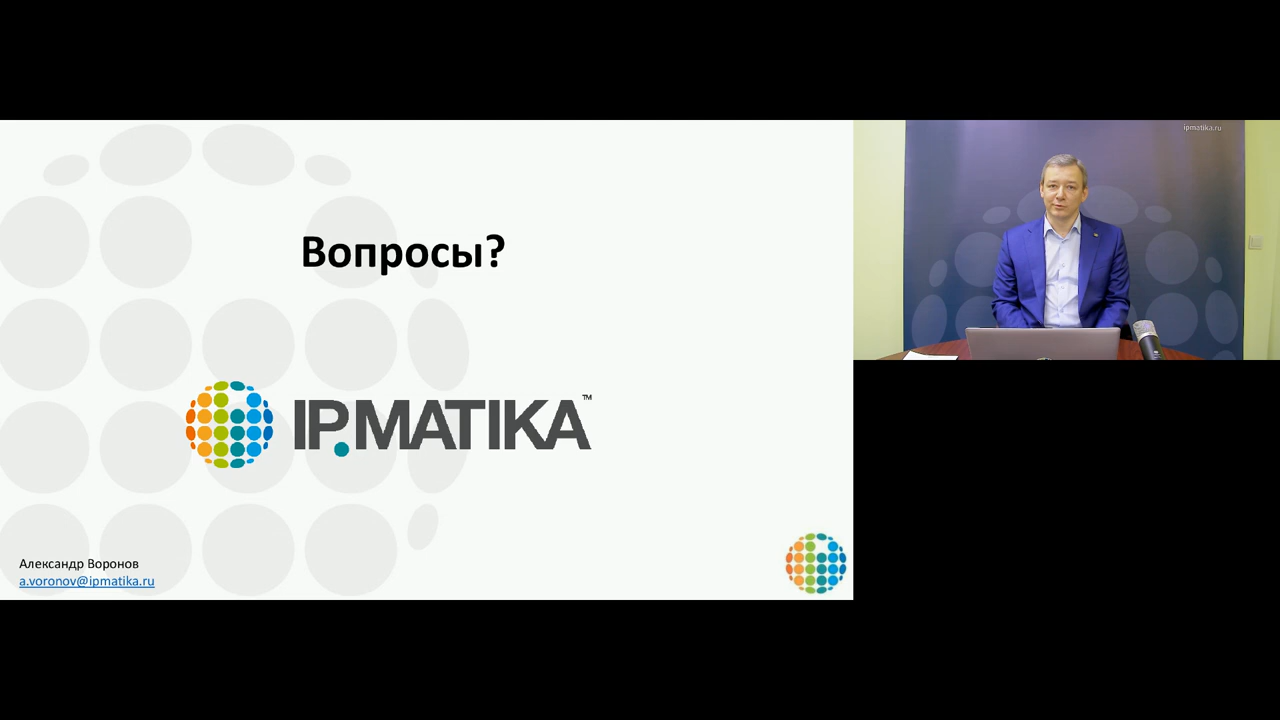 Вопросы?
IP.MATIKA™
Александр Воронов
a.voronov@ipmatika.ru
ipmatika.ru